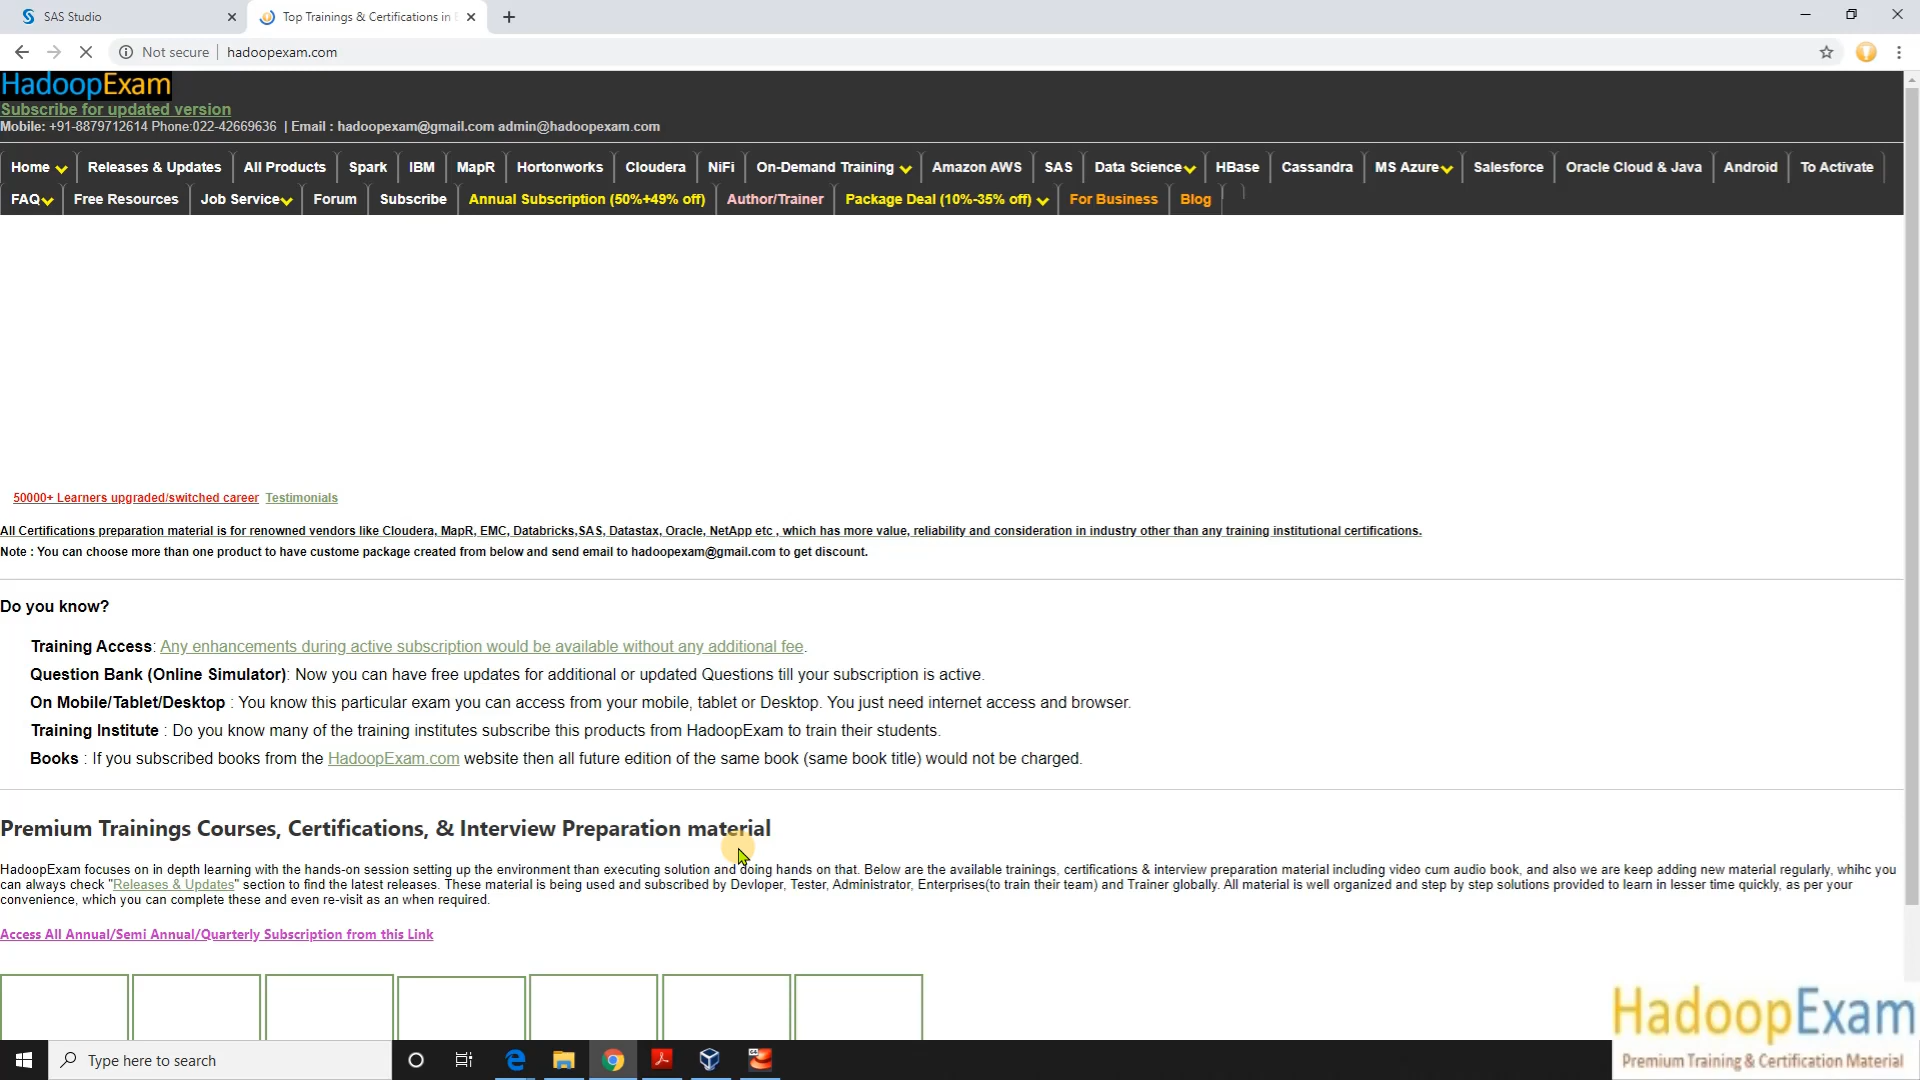 SAS Studio
Top Trainings & Certifications in
Not secure
hadoopexam.com
HadoopExam
Subscribe for updated version
Mobile: +91-8879712614 Phone:022-42669636 | Email : hadoopexam@gmail.com admin@hadoopexam.com
Home Releases & Updates All Products Spark IBM MapR Hortonworks Cloudera NiFi On-Demand Training Amazon AWS SAS Data Science HBase Cassandra MS Azure Salesforce Oracle Cloud & Java Android To Activate
FAQ Free Resources Job Service Forum Subscribe Annual Subscription (50%+49% off) Author/Trainer Package Deal (10%-35% off) For Business Blog
50000+ Learners upgraded/switched career Testimonials
All Certifications preparation material is for renowned vendors like Cloudera, MapR, EMC, Databricks,SAS, Datastax, Oracle, NetApp etc , which has more value, reliability and consideration in industry other than any training institutional certifications.
Note : You can choose more than one product to have custome package created from below and send email to hadoopexam@gmail.com to get discount.
Do you know?
Training Access: Any enhancements during active subscription would be available without any additional fee.
Question Bank (Online Simulator): Now you can have free updates for additional or updated Questions till your subscription is active.
On Mobile/Tablet/Desktop : You know this particular exam you can access from your mobile, tablet or Desktop. You just need internet access and browser.
Training Institute : Do you know many of the training institutes subscribe this products from HadoopExam to train their students.
Books : If you subscribed books from the HadoopExam.com website then all future edition of the same book (same book title) would not be charged.
Premium Trainings Courses, Certifications, & Interview Preparation material
HadoopExam focuses on in depth learning with the hands-on session setting up the environment than executing solution and doing hands on that. Below are the available trainings, certifications & interview preparation material including video cum audio book, and also we are keep adding new material regularly, whihc you
can always check "Releases & Updates" section to find the latest releases. These material is being used and subscribed by Devloper, Tester, Administrator, Enterprises(to train their team) and Trainer globally. All material is well organized and step by step solutions provided to learn in lesser time quickly, as per your
convenience, which you can complete these and even re-visit as an when required.
Access All Annual/Semi Annual/Quarterly Subscription from this Link
HadoopExam
Premium Training & Certification Material
Type here to search